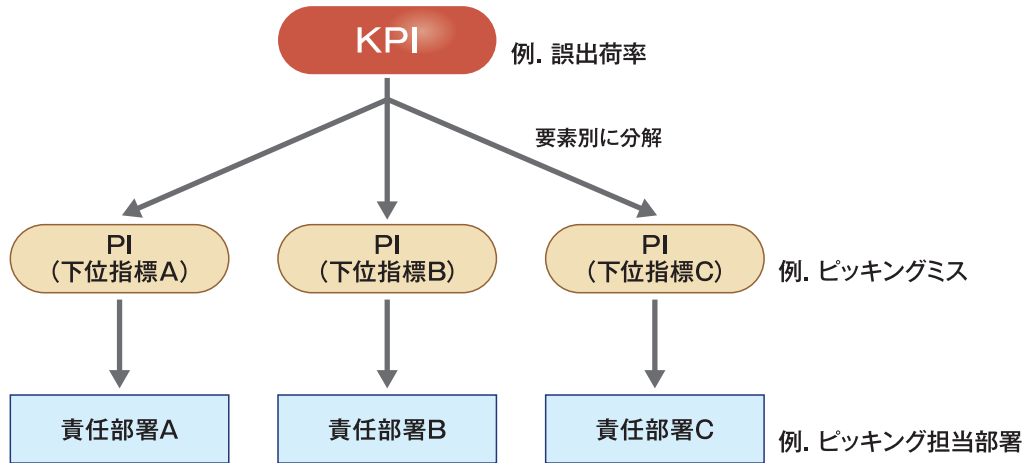 KPI
例. 誤出荷率
要素別に分解
PI
（下位指標A）
PI
（下位指標B）
PI
（下位指標C）
例. ピッキングミス
責任部署A
責任部署B
責任部署C
例. ピッキング担当部署